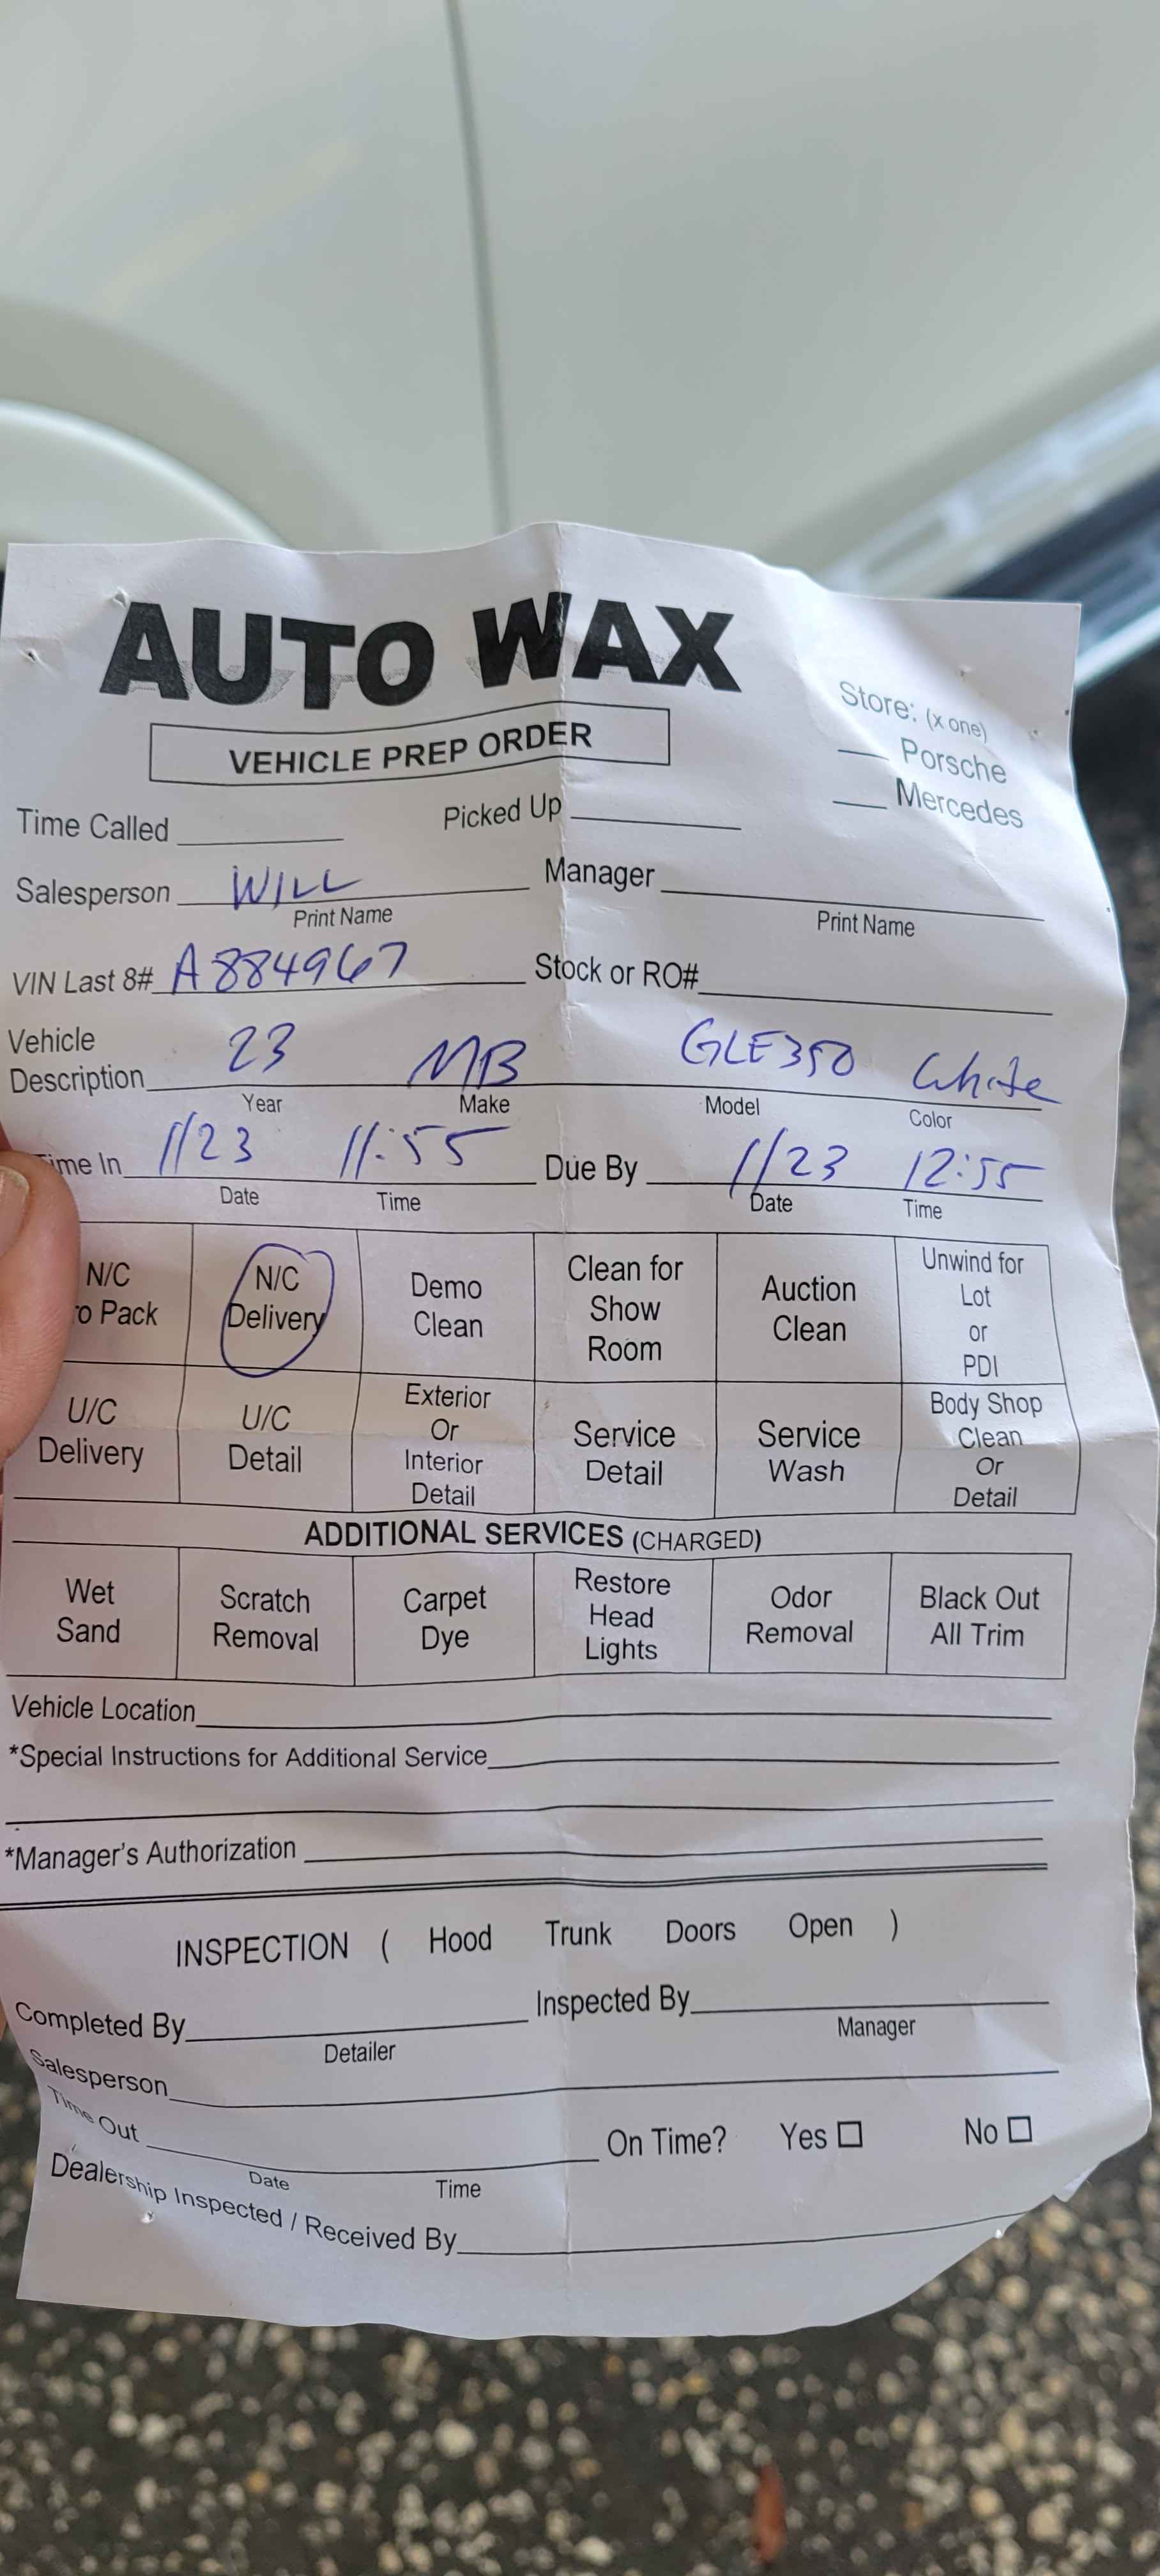 AUTO WAX
VEHICLE PREP ORDER
Store: (x one)
Porsche
Mercedes
Time Called Picked Up
Salesperson WILL Manager
Print Name Print Name
VIN Last 8# A884967 Stock or RO#
Vehicle
Description 23 MB GLE350 White
Year Make Model Color
ime In 1/23 11:55 Due By 1/23 12:55
Date Time Date Time
N/C
o Pack
N/C
Delivery
Demo
Clean
Clean for
Show
Room
Auction
Clean
Unwind for
Lot
or
PDI
U/C
Delivery
U/C
Detail
Exterior
Or
Interior
Detail
Service
Detail
Service
Wash
Body Shop
Clean
Or
Detail
ADDITIONAL SERVICES (CHARGED)
Wet
Sand
Scratch
Removal
Carpet
Dye
Restore
Head
Lights
Odor
Removal
Black Out
All Trim
Vehicle Location
*Special Instructions for Additional Service
*Manager's Authorization
INSPECTION ( Hood Trunk Doors Open )
Completed By Inspected By
Detailer Manager
Salesperson
Time Out On Time? Yes No
Date Time
Dealership Inspected / Received By